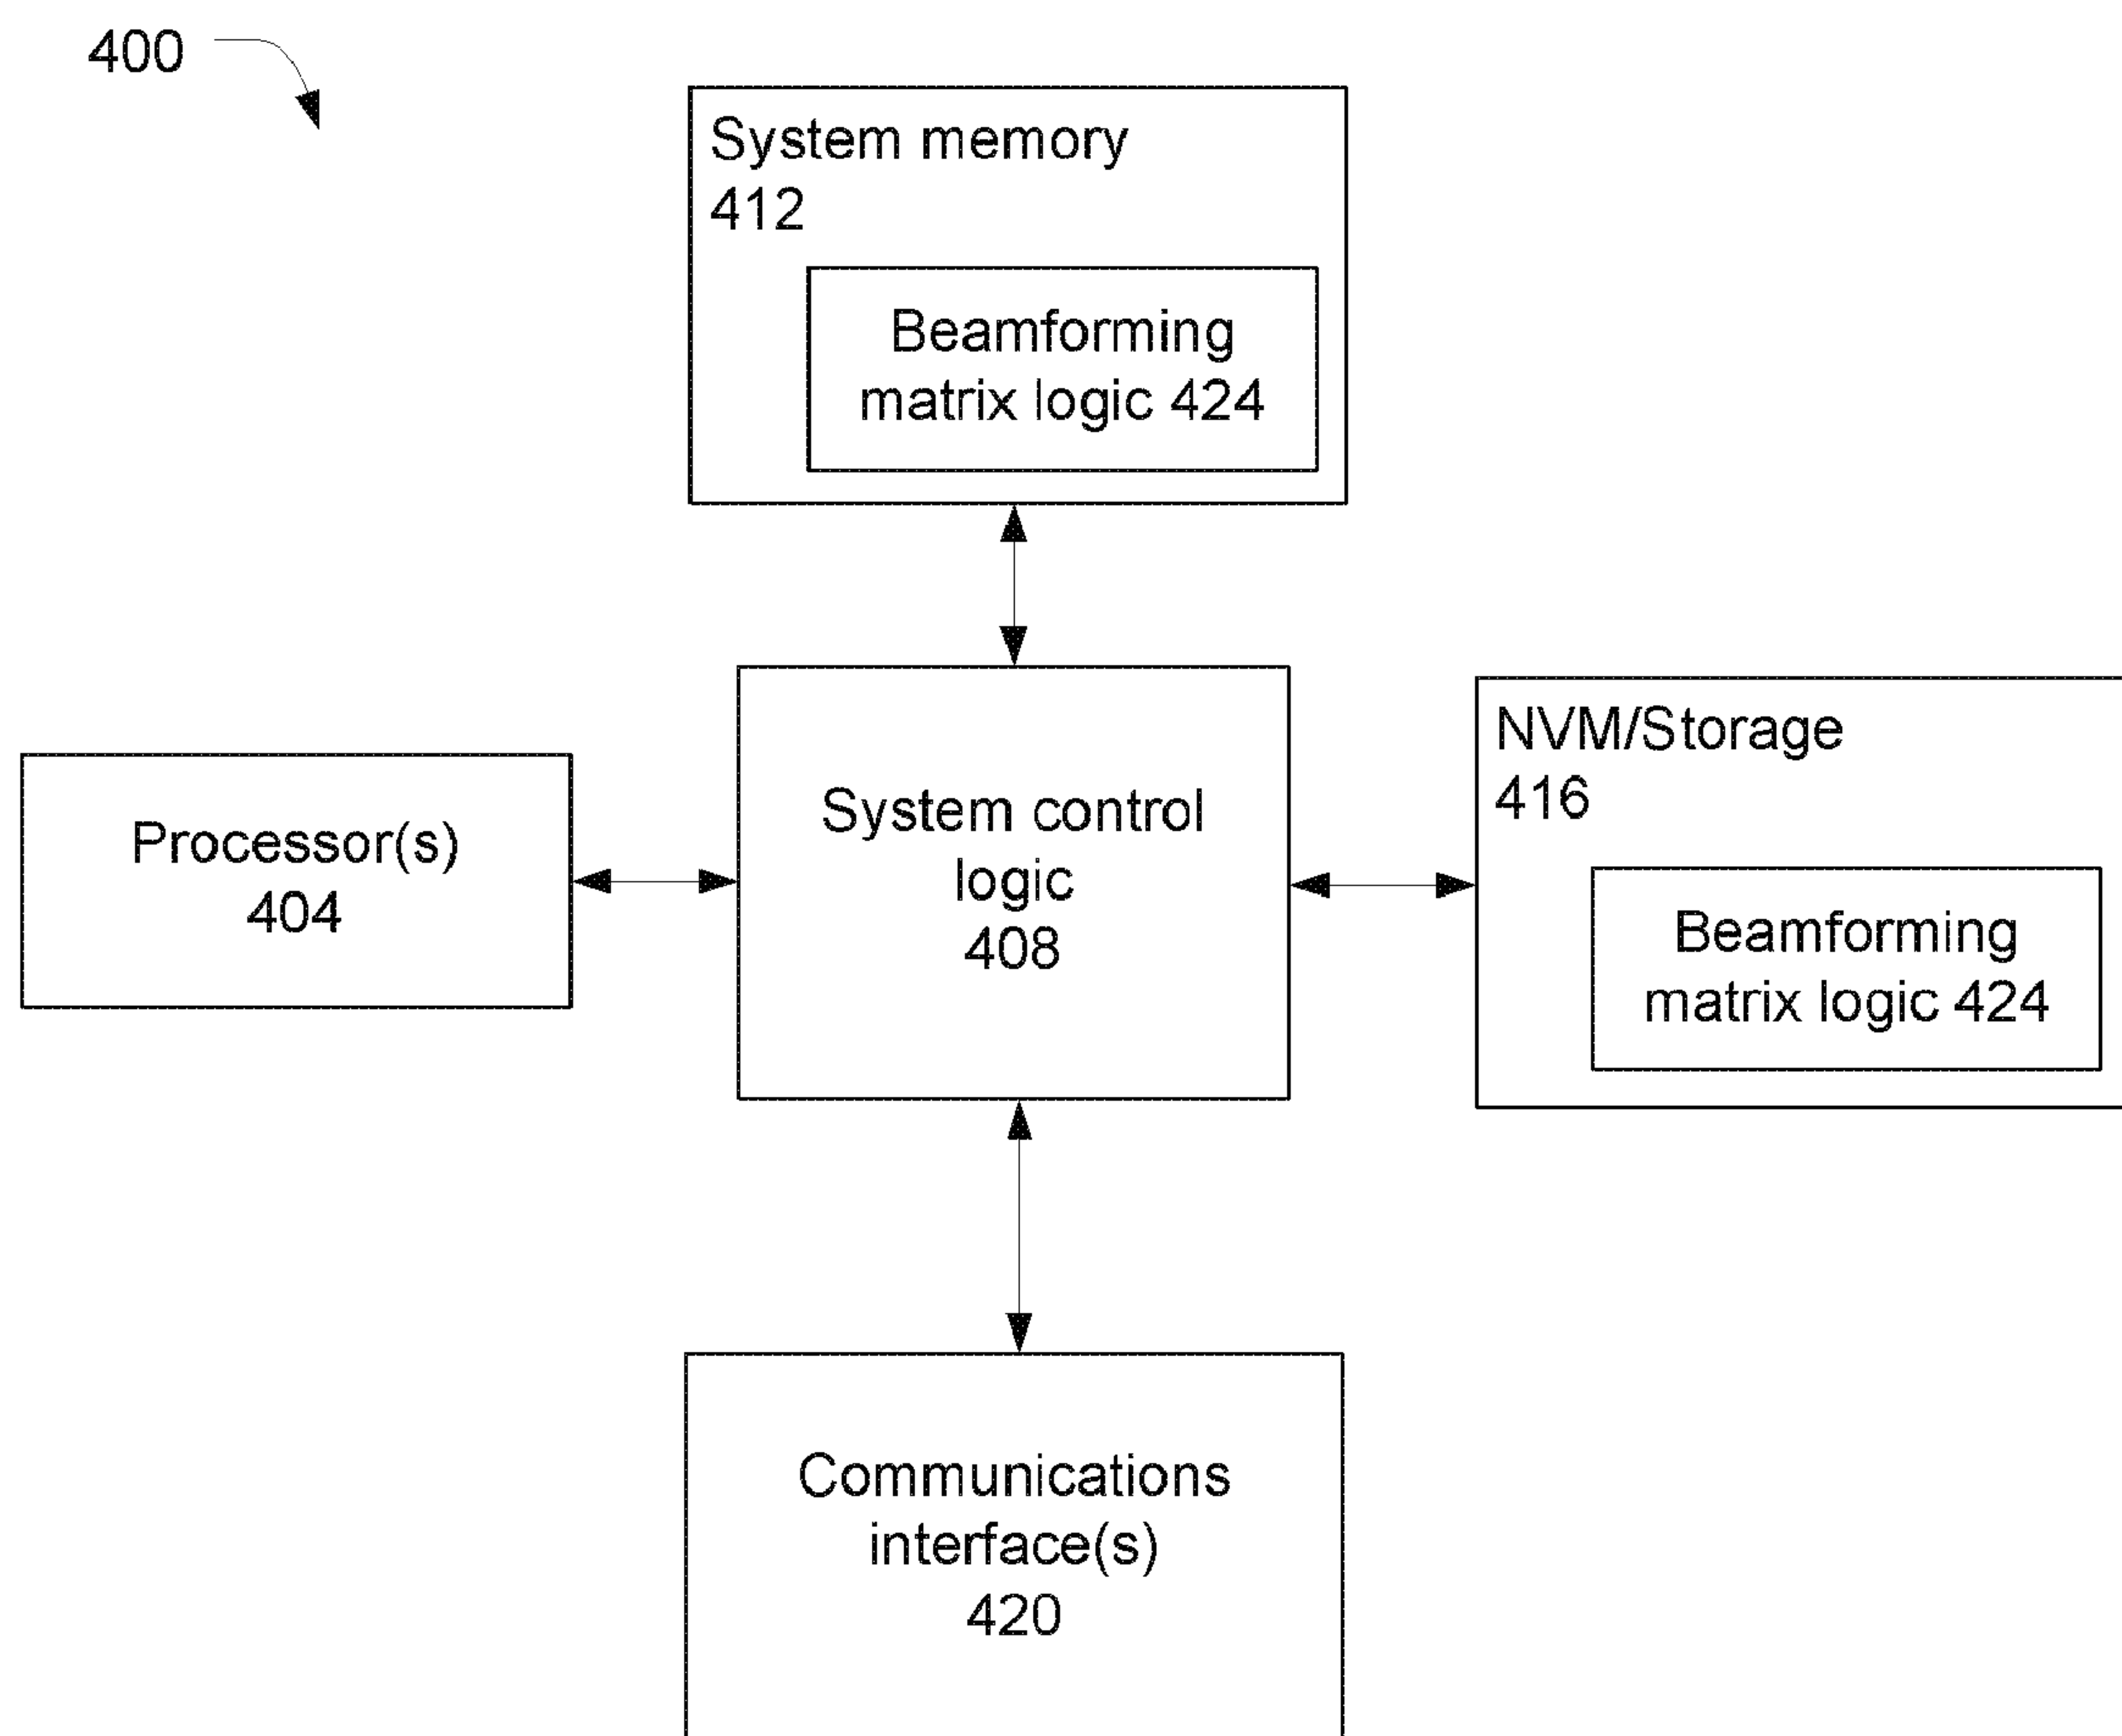 400
System memory
412
Beamforming
matrix logic 424
Processor(s)
404
System control
logic
408
NVM/Storage
416
Beamforming
matrix logic 424
Communications
interface(s)
420